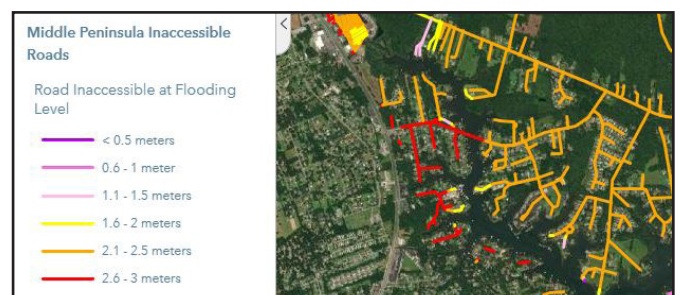 Middle Peninsula Inaccessible
Roads
Road Inaccessible at Flooding
Level
< 0.5 meters
0.6 - 1 meter
1.1 - 1.5 meters
1.6 - 2 meters
2.1 - 2.5 meters
2.6 - 3 meters